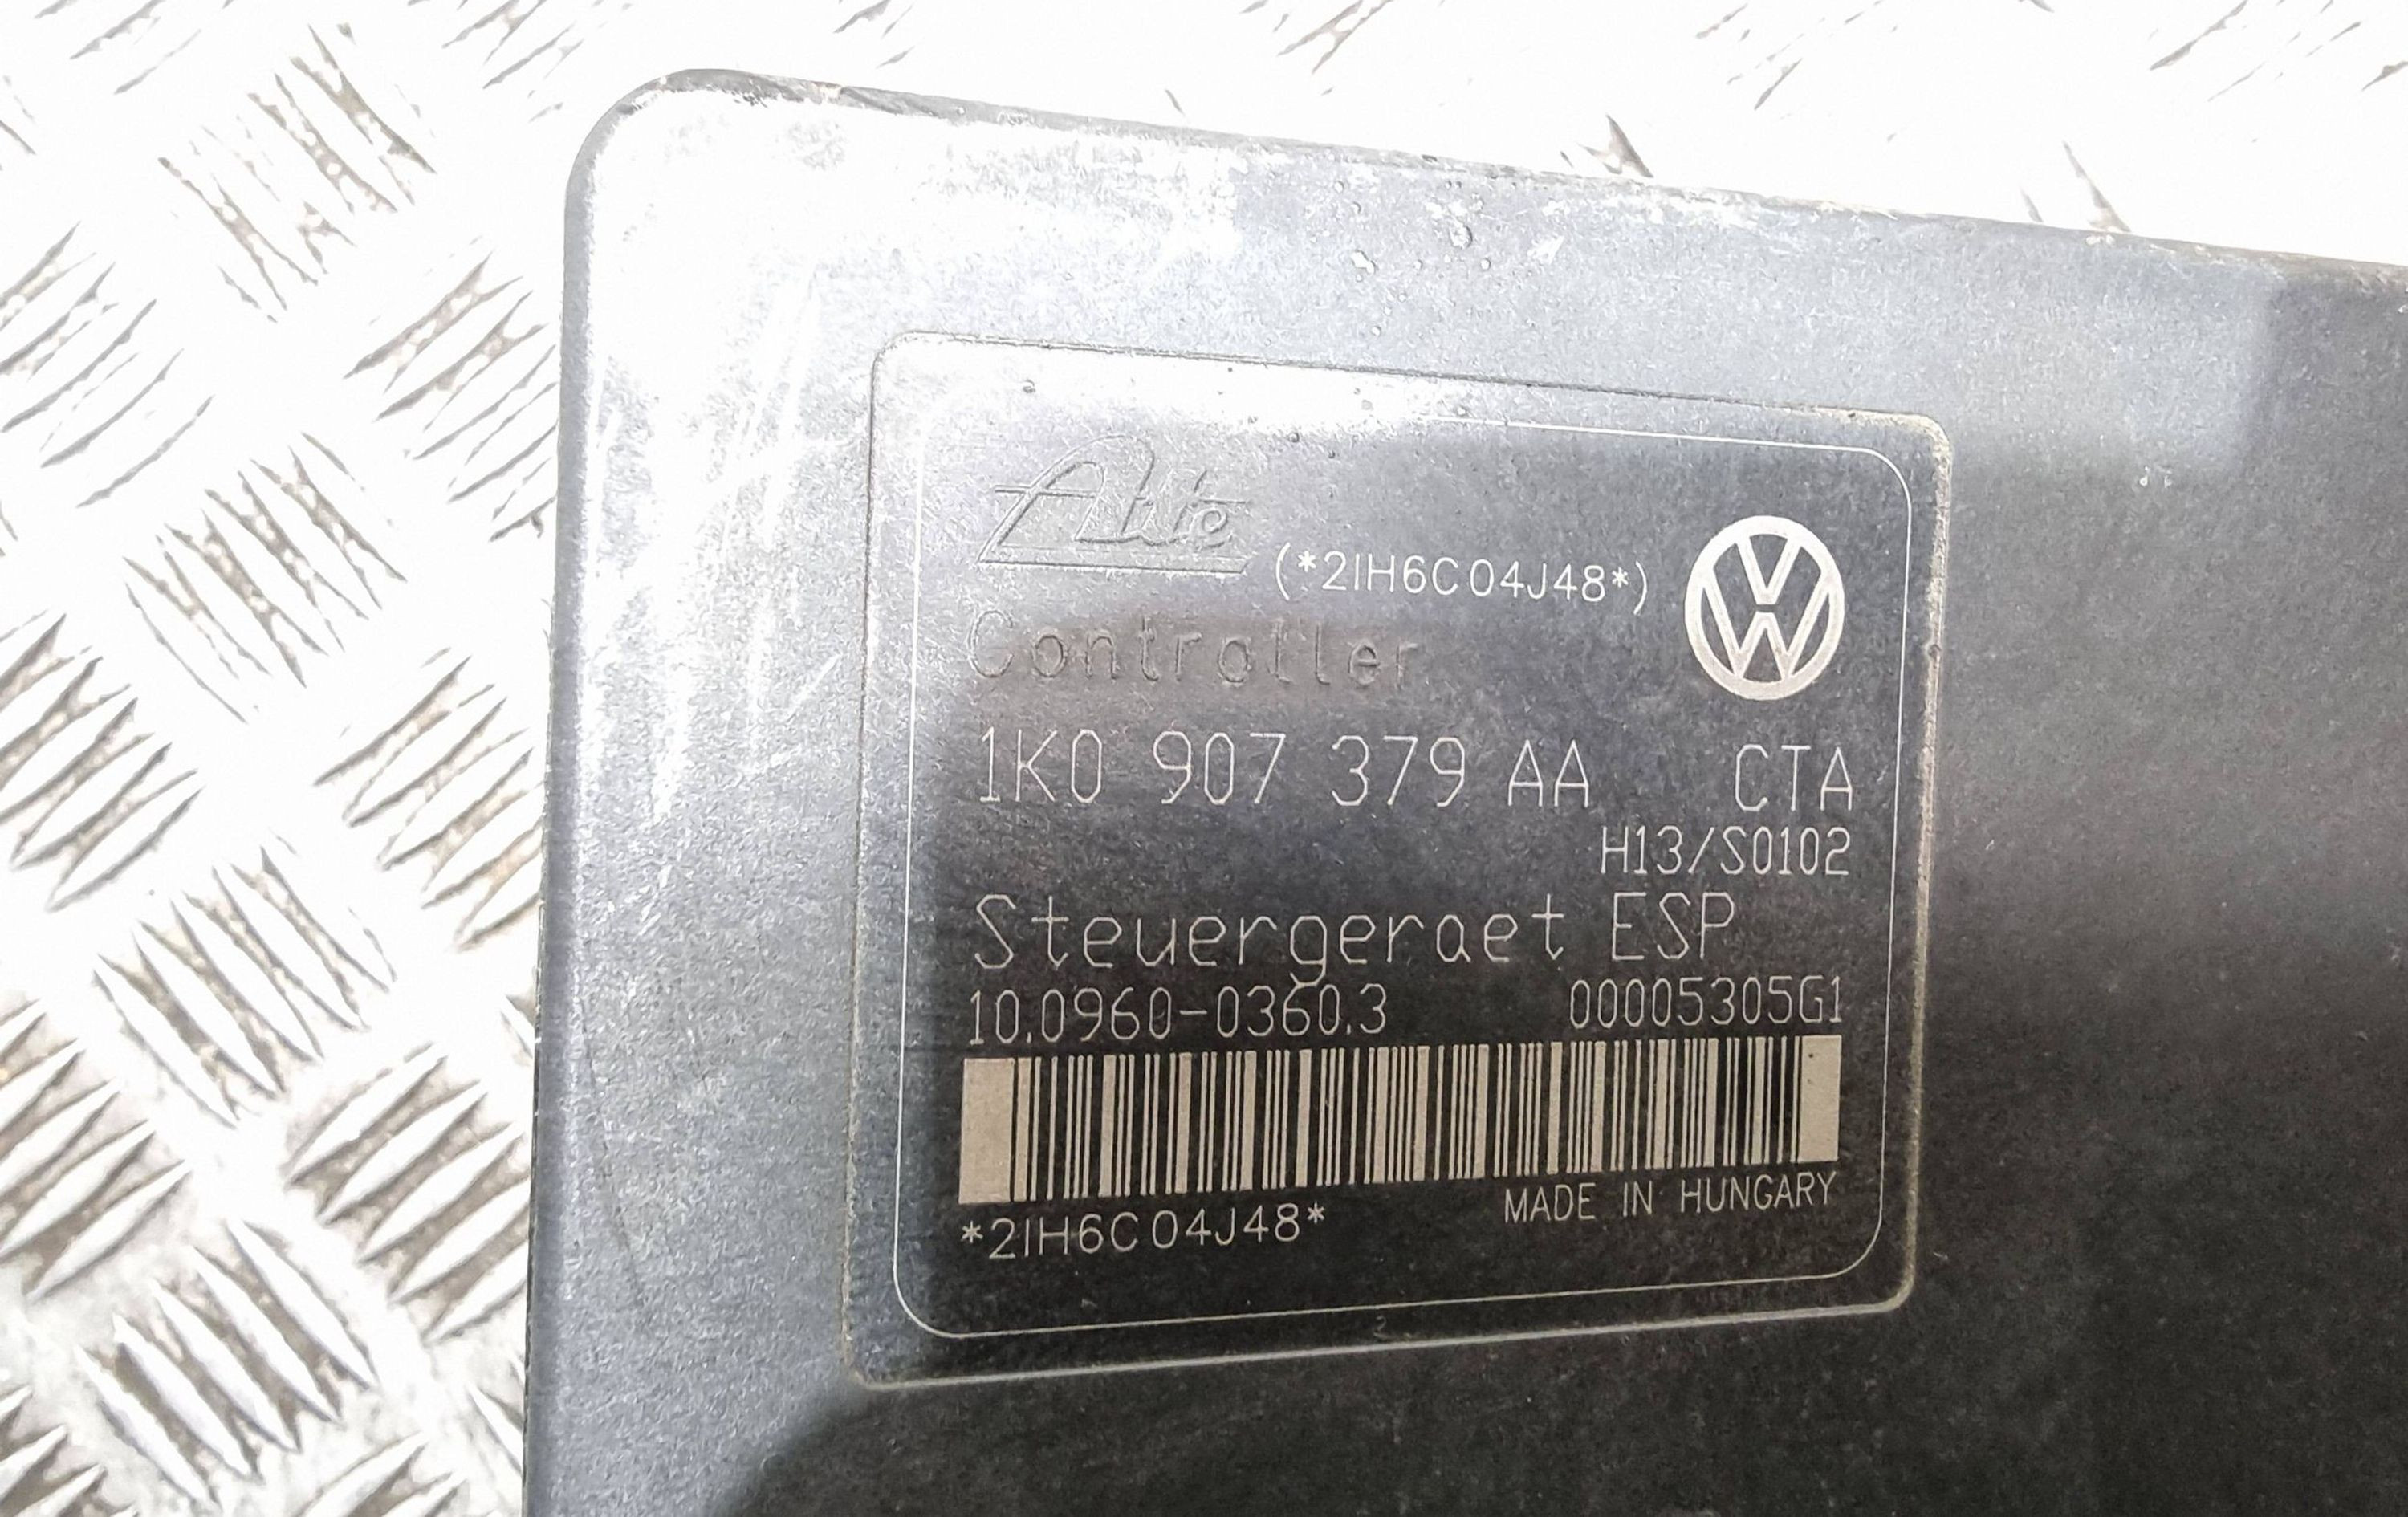 Ate
(*2IH6C04J48*)
Controller
1K0 907 379 AA CTA
H13/S0102
Steuergeraet ESP
10.0960-0360.3 00005305G1
MADE IN HUNGARY
*2IH6C04J48*